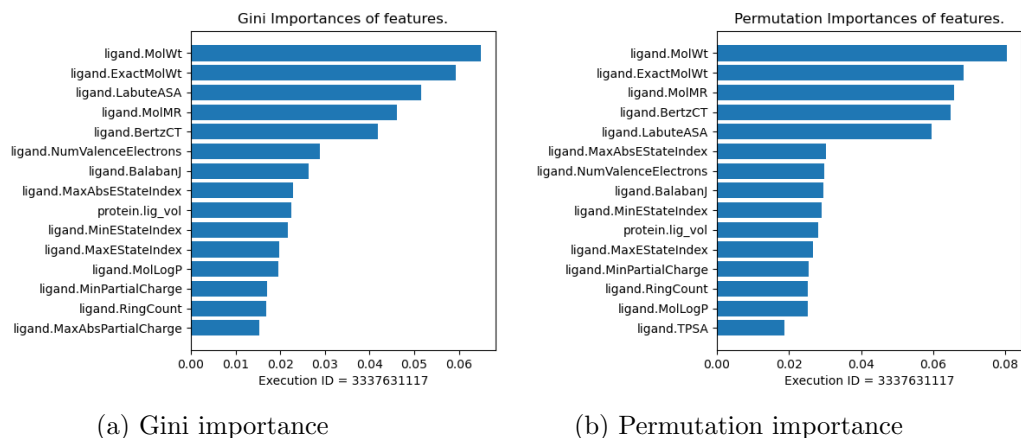 Gini Importances of features.
ligand.MolWt
ligand.ExactMolWt
ligand.LabuteASA
ligand.MolMR
ligand.BertzCT
ligand.NumValenceElectrons
ligand.BalabanJ
ligand.MaxAbsEStateIndex
protein.lig_vol
ligand.MinEStateIndex
ligand.MaxEStateIndex
ligand.MolLogP
ligand.MinPartialCharge
ligand.RingCount
ligand.MaxAbsPartialCharge
0.00 0.01 0.02 0.03 0.04 0.05 0.06
Execution ID = 3337631117
(a) Gini importance
Permutation Importances of features.
ligand.MolWt
ligand.ExactMolWt
ligand.MolMR
ligand.BertzCT
ligand.LabuteASA
ligand.MaxAbsEStateIndex
ligand.NumValenceElectrons
ligand.BalabanJ
ligand.MinEStateIndex
protein.lig_vol
ligand.MaxEStateIndex
ligand.MinPartialCharge
ligand.RingCount
ligand.MolLogP
ligand.TPSA
0.00 0.02 0.04 0.06 0.08
Execution ID = 3337631117
(b) Permutation importance